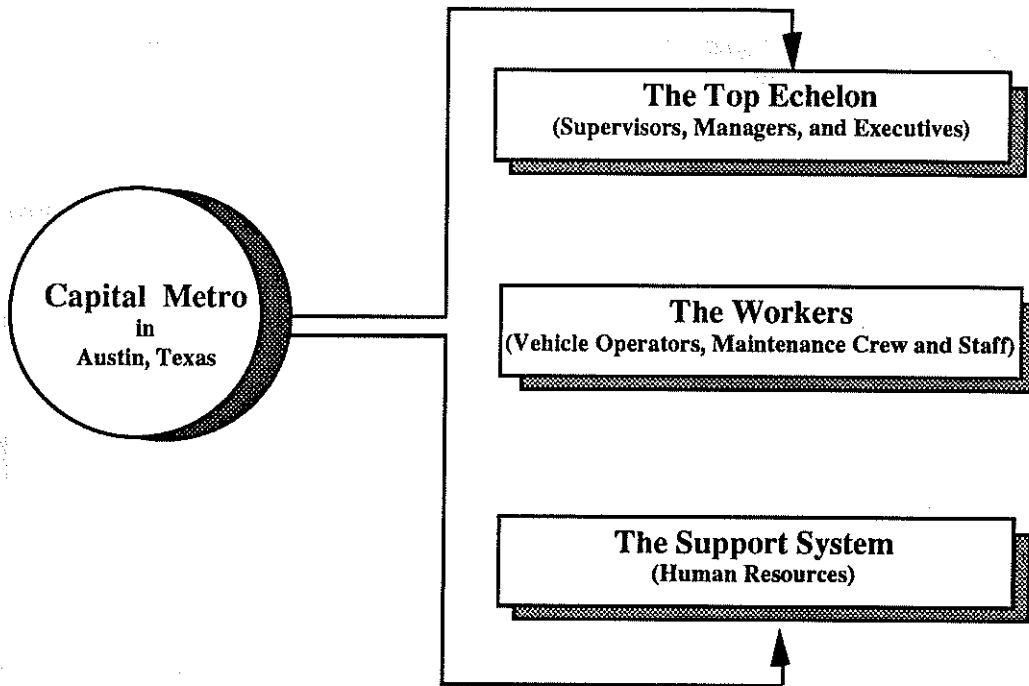 The Top Echelon
(Supervisors, Managers, and Executives)
Capital Metro
in
Austin, Texas
The Workers
(Vehicle Operators, Maintenance Crew and Staff)
The Support System
(Human Resources)